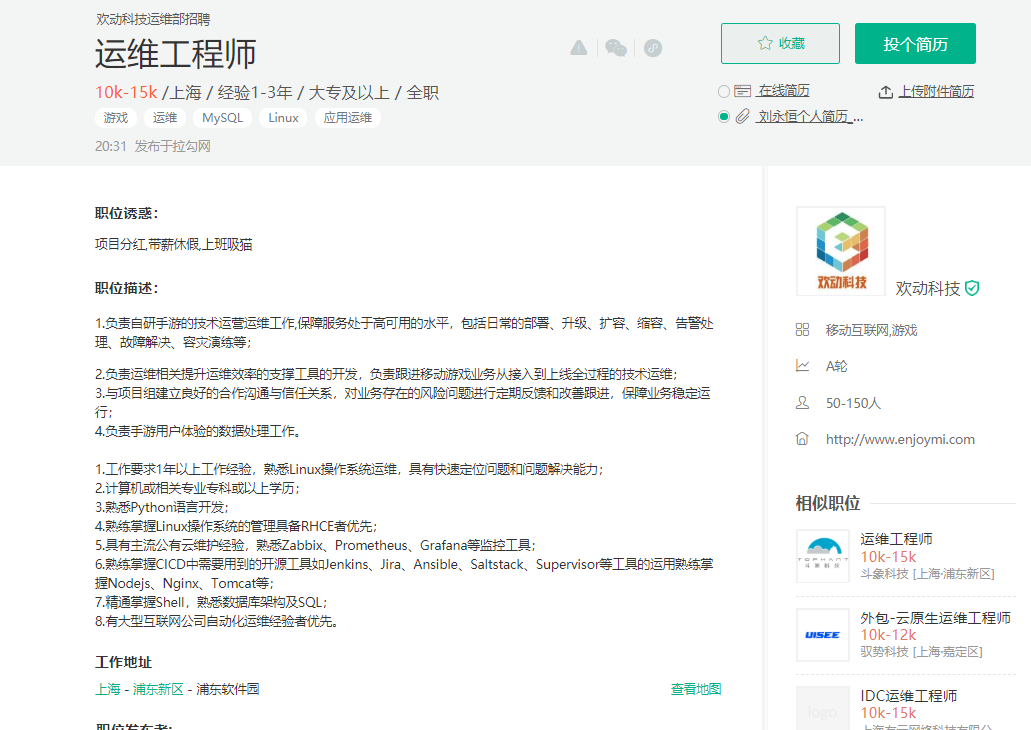 欢动科技运维部招聘
运维工程师
收藏
投个简历
10k-15k /上海 / 经验1-3年 / 大专及以上 / 全职
在线简历
上传附件简历
游戏 运维 MySQL Linux 应用运维
刘永恒个人简历_...
20:31 发布于拉勾网
职位诱惑：
项目分红,带薪休假,上班吸猫
职位描述：
1.负责自研手游的技术运营运维工作,保障服务处于高可用的水平，包括日常的部署、升级、扩容、缩容、告警处
理、故障解决、容灾演练等；
2.负责运维相关提升运维效率的支撑工具的开发，负责跟进移动游戏业务从接入到上线全过程的技术运维；
3.与项目组建立良好的合作沟通与信任关系，对业务存在的风险问题进行定期反馈和改善跟进，保障业务稳定运
行；
4.负责手游用户体验的数据处理工作。
1.工作要求1年以上工作经验，熟悉Linux操作系统运维，具有快速定位问题和问题解决能力；
2.计算机或相关专业专科或以上学历；
3.熟悉Python语言开发；
4.熟练掌握Linux操作系统的管理具备RHCE者优先；
5.具有主流公有云维护经验，熟悉Zabbix、Prometheus、Grafana等监控工具；
6.熟练掌握CICD中需要用到的开源工具如Jenkins、Jira、Ansible、Saltstack、Supervisor等工具的运用熟练掌
握Nodejs、Nginx、Tomcat等；
7.精通掌握Shell，熟悉数据库架构及SQL；
8.有大型互联网公司自动化运维经验者优先。
工作地址
上海 - 浦东新区 - 浦东软件园
查看地图
职位发布者：
欢动科技
欢动科技
移动互联网,游戏
A轮
50-150人
http://www.enjoymi.com
相似职位
TOPHANT
斗象科技
运维工程师
10k-15k
斗象科技 [上海·浦东新区]
UISEE
外包-云原生运维工程师
10k-12k
驭势科技 [上海·嘉定区]
logo
IDC运维工程师
10k-15k
上海有云网络科技有限公